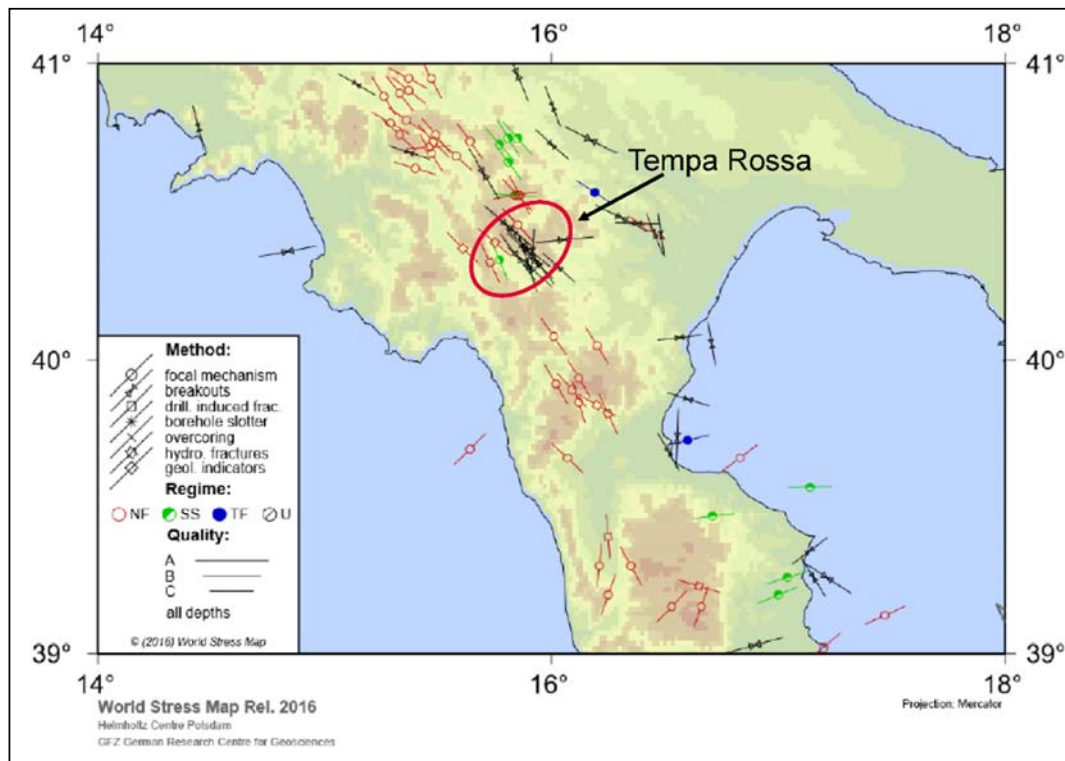 14° 16° 18°
41° 41°
Tempa Rossa
40° 40°
Method:
focal mechanism
breakouts
drill. induced frac.
borehole slotter
overcoring
hydro. fractures
geol. indicators
Regime:
NF SS TF U
Quality:
A
B
C
all depths
© (2016) World Stress Map
39° 39°
14° 16° 18°
World Stress Map Rel. 2016
Projection: Mercator
Helmholtz Centre Potsdam
GFZ German Research Centre for Geosciences